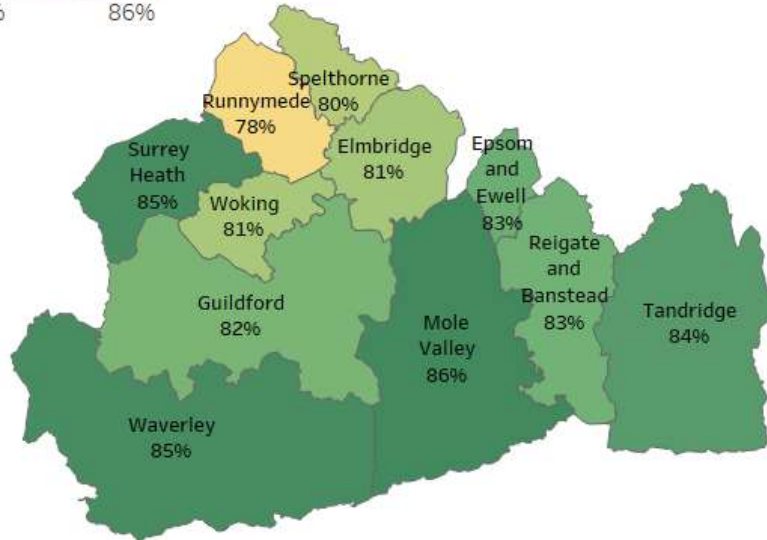 %
86%
Spelthorne
80%
Runnymede
78%
Elmbridge
81%
Epsom
and
Ewell
83%
Surrey
Heath
85%
Woking
81%
Reigate
and
Banstead
83%
Guildford
82%
Mole
Valley
86%
Tandridge
84%
Waverley
85%